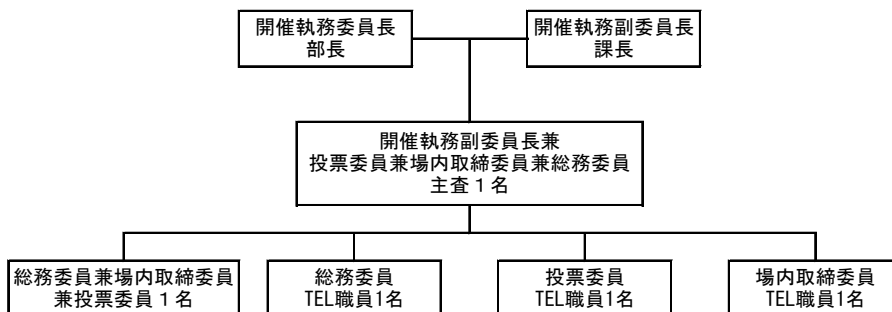 開催執務委員長
部長
開催執務副委員長
課長
開催執務副委員長兼
投票委員兼場内取締委員兼総務委員
主査１名
総務委員兼場内取締委員
兼投票委員１名
総務委員
TEL職員1名
投票委員
TEL職員1名
場内取締委員
TEL職員1名